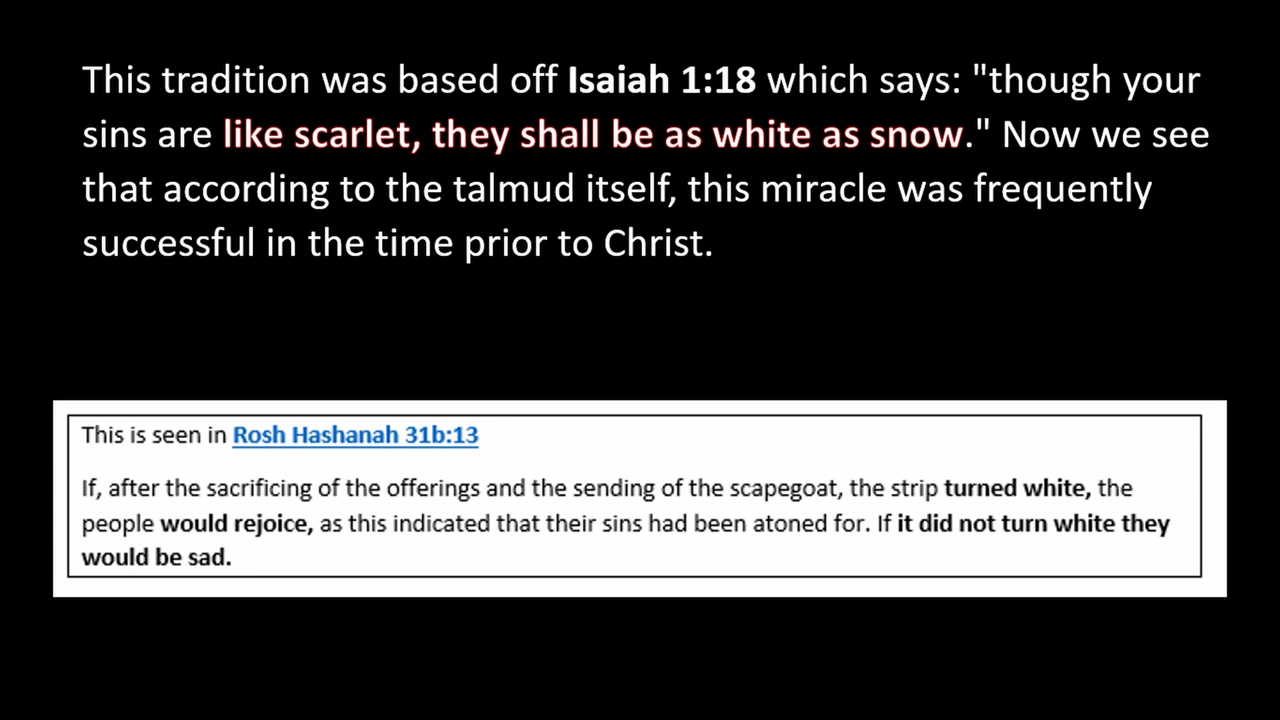 This tradition was based off Isaiah 1:18 which says: "though your
sins are like scarlet, they shall be as white as snow." Now we see
that according to the talmud itself, this miracle was frequently
successful in the time prior to Christ.
This is seen in Rosh Hashanah 31b:13
If, after the sacrificing of the offerings and the sending of the scapegoat, the strip turned white, the
people would rejoice, as this indicated that their sins had been atoned for. If it did not turn white they
would be sad.